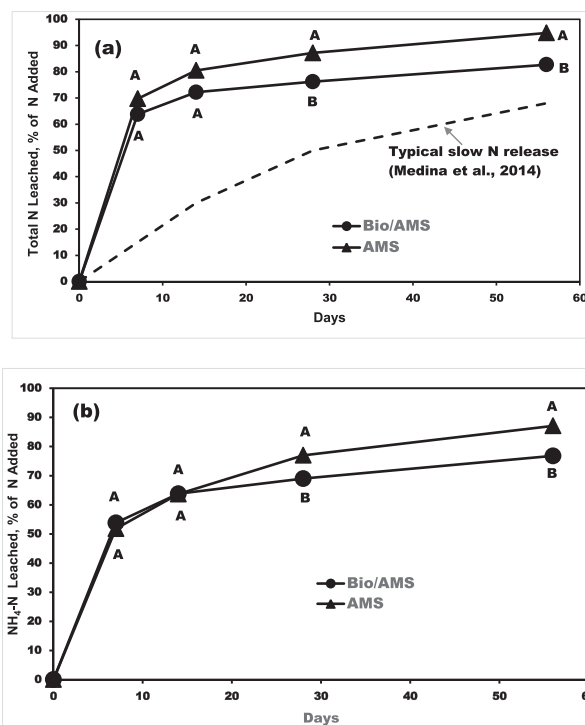 (a)
100
90
80
70
60
50
40
30
20
10
0
Total N Leached, % of N Added
A
A
A
A
A
A
B
B
Typical slow N release
(Medina et al., 2014)
Bio/AMS
AMS
0
10
20
30
40
50
60
Days
(b)
100
90
80
70
60
50
40
30
20
10
0
NH₄-N Leached, % of N Added
A
A
A
A
A
A
B
B
Bio/AMS
AMS
0
10
20
30
40
50
Days